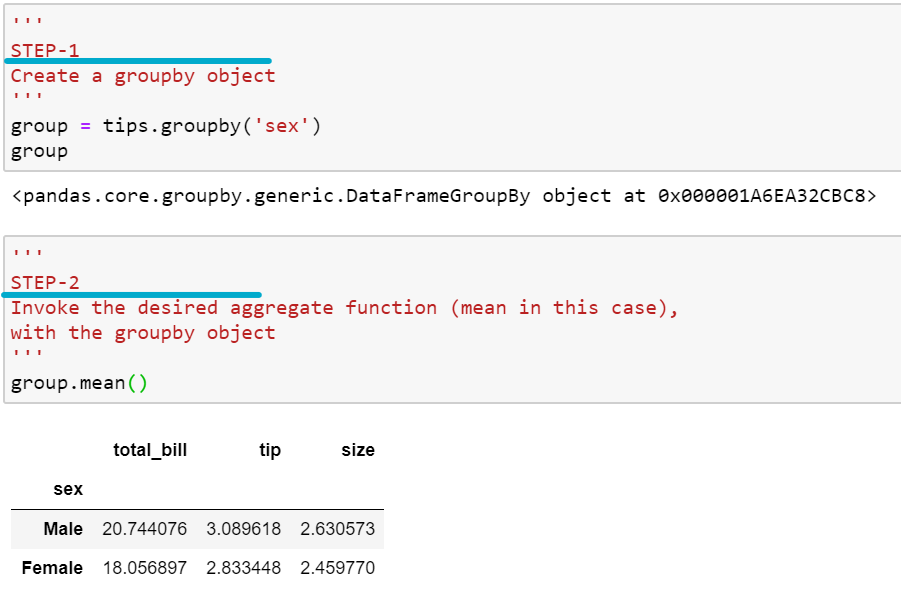 '''
STEP-1
Create a groupby object
'''
group = tips.groupby('sex')
group
<pandas.core.groupby.generic.DataFrameGroupBy object at 0x000001A6EA32CBC8>
'''
STEP-2
Invoke the desired aggregate function (mean in this case),
with the groupby object
'''
group.mean()
total_bill tip size
sex
Male 20.744076 3.089618 2.630573
Female 18.056897 2.833448 2.459770